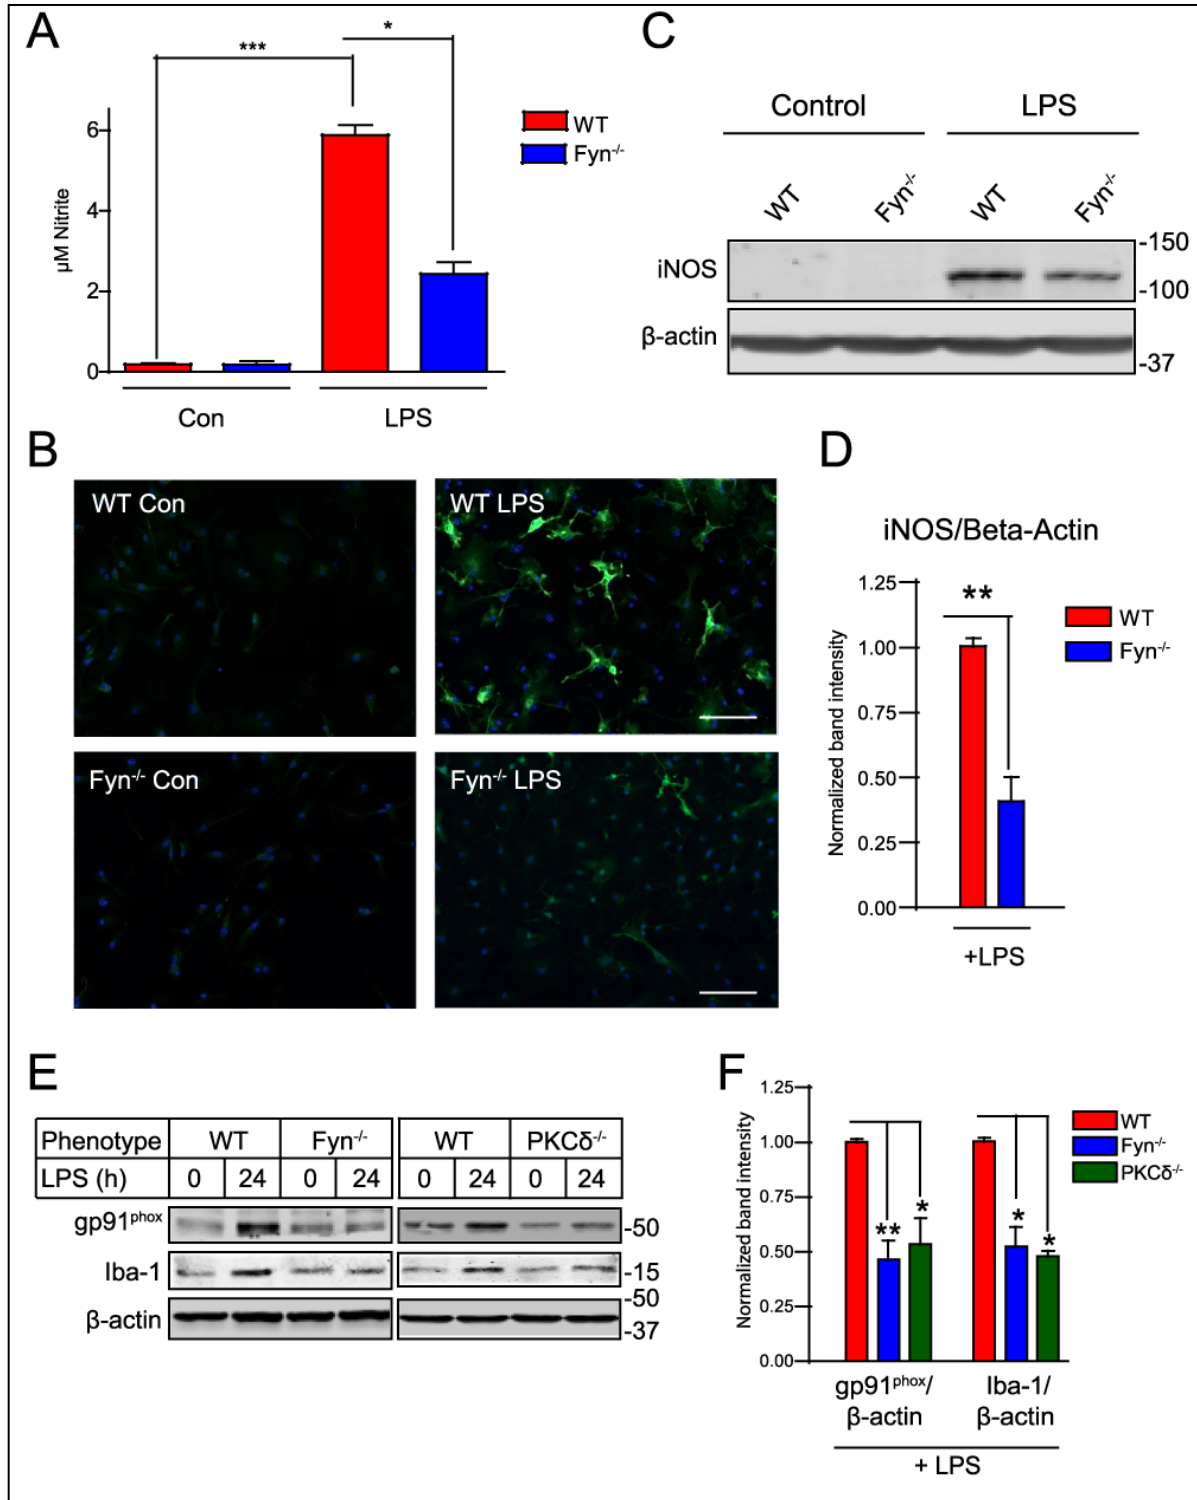 A
***
*
6
4
2
0
µM Nitrite
Con
LPS
WT
Fyn-/-
C
Control
LPS
WT
Fyn-/-
WT
Fyn-/-
iNOS
-150
-100
β-actin
-37
B
WT Con
WT LPS
Fyn-/- Con
Fyn-/- LPS
D
iNOS/Beta-Actin
1.25
1.00
0.75
0.50
0.25
0.00
Normalized band intensity
**
WT
Fyn-/-
+LPS
E
Phenotype WT Fyn-/- WT PKCδ-/-
LPS (h) 0 24 0 24 0 24 0 24
gp91phox -50
Iba-1 -15
-50
β-actin
-37
F
1.25
1.00
0.75
0.50
0.25
0.00
Normalized band intensity
**
*
*
*
WT
Fyn-/-
PKCδ-/-
gp91phox/
β-actin
Iba-1/
β-actin
+ LPS